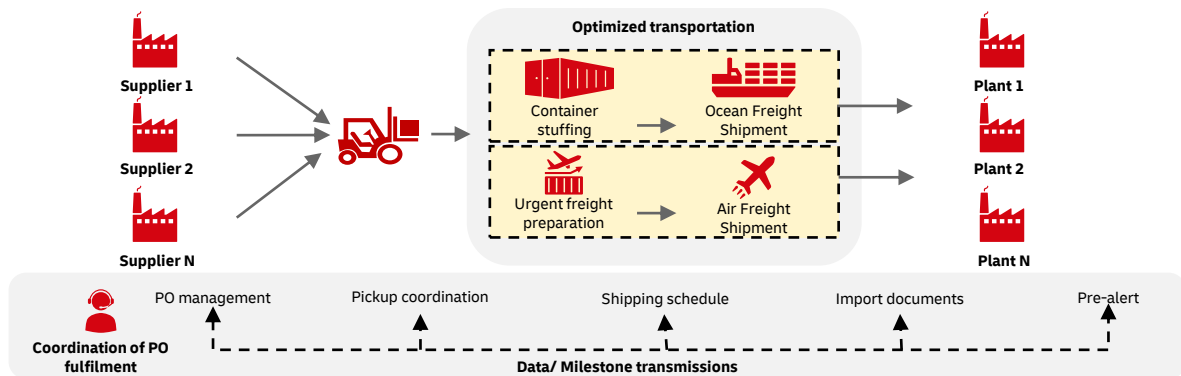 Optimized transportation
Supplier 1
Supplier 2
Supplier N
Container
stuffing
Ocean Freight
Shipment
Urgent freight
preparation
Air Freight
Shipment
Plant 1
Plant 2
Plant N
Coordination of PO
fulfilment
PO management
Pickup coordination
Shipping schedule
Import documents
Pre-alert
Data/ Milestone transmissions